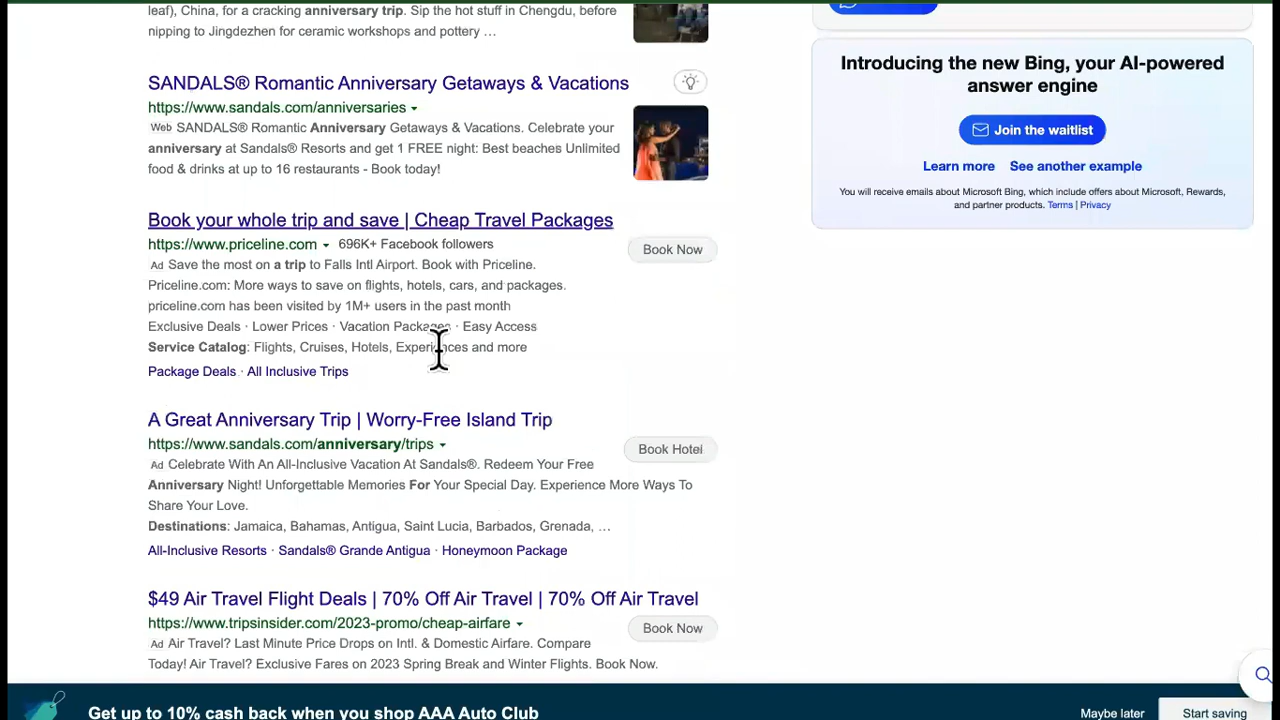 leaf), China, for a cracking anniversary trip. Sip the hot stuff in Chengdu, before
nipping to Jingdezhen for ceramic workshops and pottery …
SANDALS® Romantic Anniversary Getaways & Vacations
https://www.sandals.com/anniversaries
Web SANDALS® Romantic Anniversary Getaways & Vacations. Celebrate your
anniversary at Sandals® Resorts and get 1 FREE night: Best beaches Unlimited
food & drinks at up to 16 restaurants - Book today!
Book your whole trip and save | Cheap Travel Packages
https://www.priceline.com 696K+ Facebook followers
Book Now
Ad Save the most on a trip to Falls Intl Airport. Book with Priceline.
Priceline.com: More ways to save on flights, hotels, cars, and packages.
priceline.com has been visited by 1M+ users in the past month
Exclusive Deals · Lower Prices · Vacation Packages · Easy Access
Service Catalog: Flights, Cruises, Hotels, Experiences and more
Package Deals · All Inclusive Trips
A Great Anniversary Trip | Worry-Free Island Trip
https://www.sandals.com/anniversary/trips
Book Hotel
Ad Celebrate With An All-Inclusive Vacation At Sandals®. Redeem Your Free
Anniversary Night! Unforgettable Memories For Your Special Day. Experience More Ways To
Share Your Love.
Destinations: Jamaica, Bahamas, Antigua, Saint Lucia, Barbados, Grenada, …
All-Inclusive Resorts · Sandals® Grande Antigua · Honeymoon Package
$49 Air Travel Flight Deals | 70% Off Air Travel | 70% Off Air Travel
https://www.tripsinsider.com/2023-promo/cheap-airfare
Book Now
Ad Air Travel? Last Minute Price Drops on Intl. & Domestic Airfare. Compare
Today! Air Travel? Exclusive Fares on 2023 Spring Break and Winter Flights. Book Now.
Introducing the new Bing, your AI-powered
answer engine
Join the waitlist
Learn more See another example
You will receive emails about Microsoft Bing, which include offers about Microsoft, Rewards,
and partner products. Terms | Privacy
Get up to 10% cash back when you shop AAA Auto Club
Maybe later
Start saving